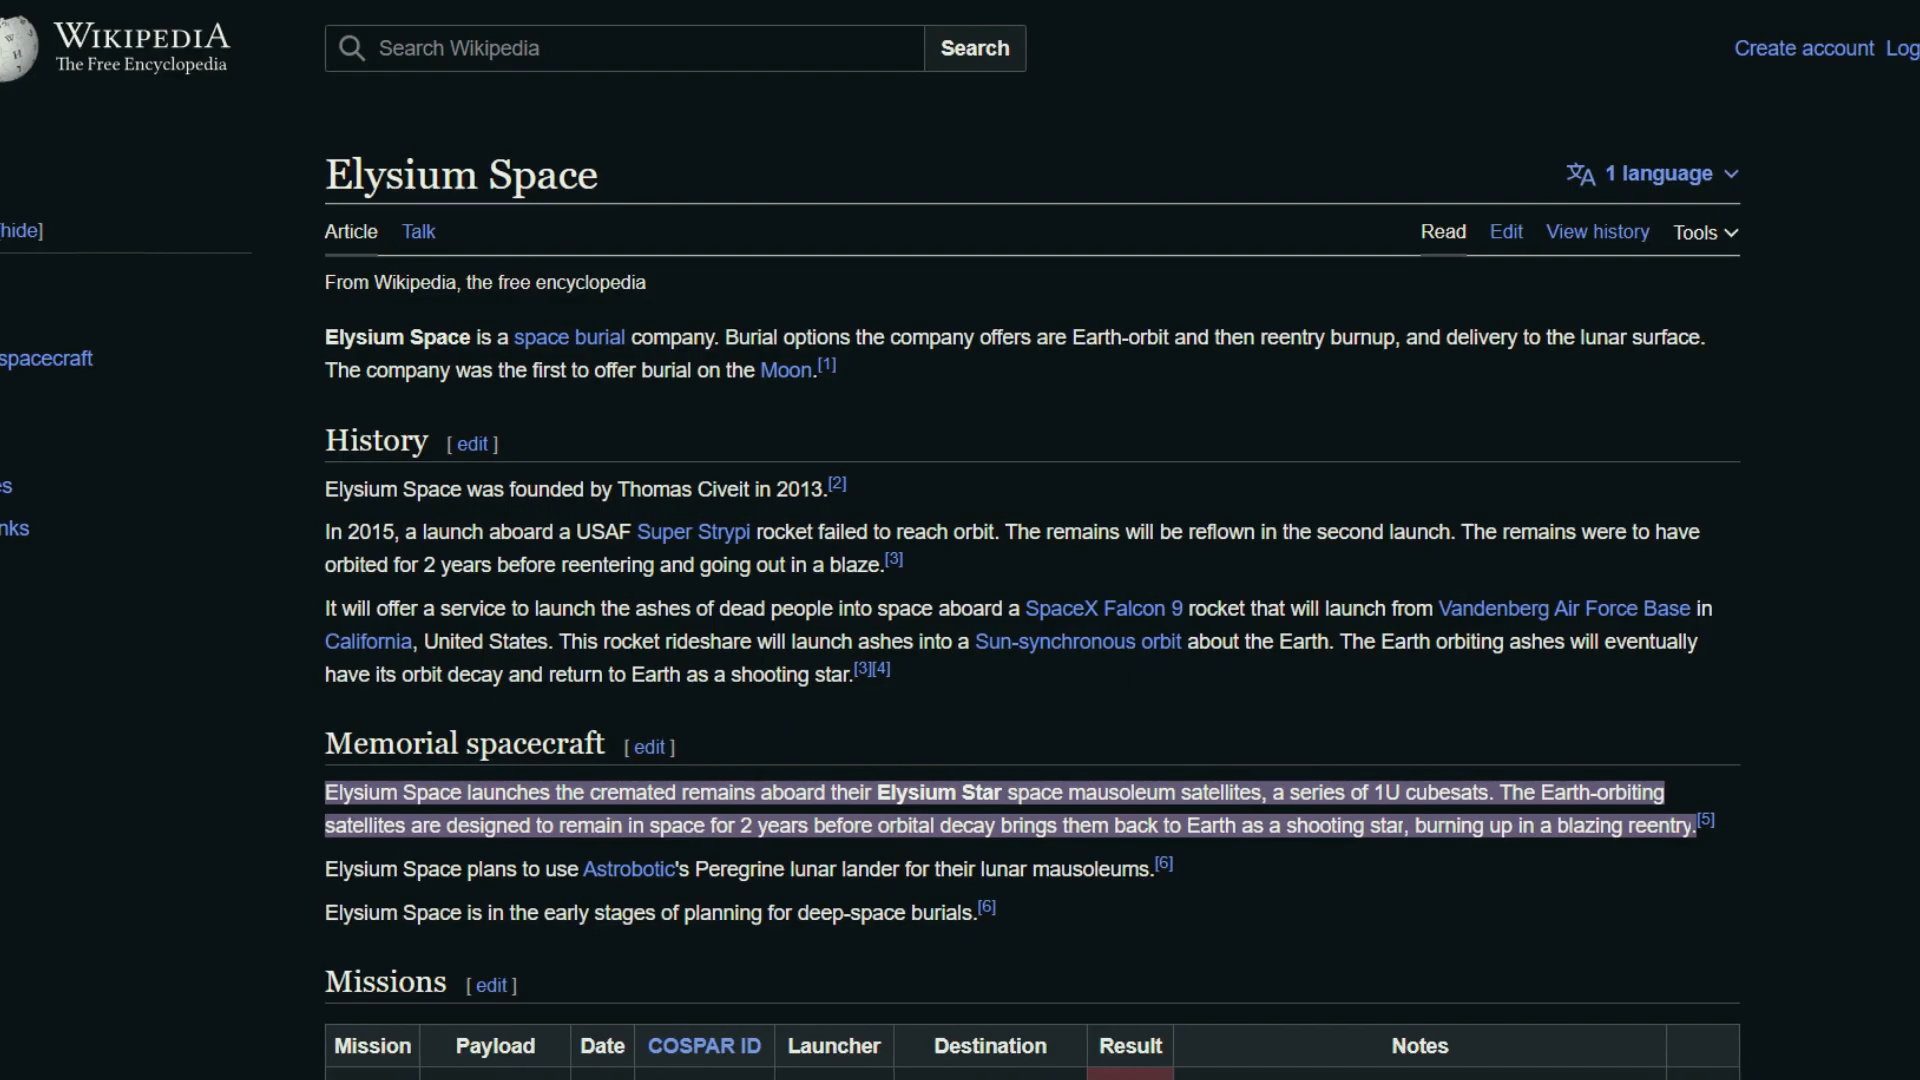 WIKIPEDIA
The Free Encyclopedia
Search Wikipedia
Search
Create account Log
Elysium Space
1 language
hide]
Article Talk
Read Edit View history Tools
From Wikipedia, the free encyclopedia
Elysium Space is a space burial company. Burial options the company offers are Earth-orbit and then reentry burnup, and delivery to the lunar surface.
The company was the first to offer burial on the Moon.[1]
spacecraft
History [ edit ]
Elysium Space was founded by Thomas Civeit in 2013.[2]
es
In 2015, a launch aboard a USAF Super Strypi rocket failed to reach orbit. The remains will be reflown in the second launch. The remains were to have
nks
orbited for 2 years before reentering and going out in a blaze.[3]
It will offer a service to launch the ashes of dead people into space aboard a SpaceX Falcon 9 rocket that will launch from Vandenberg Air Force Base in
California, United States. This rocket rideshare will launch ashes into a Sun-synchronous orbit about the Earth. The Earth orbiting ashes will eventually
have its orbit decay and return to Earth as a shooting star.[3][4]
Memorial spacecraft [ edit ]
Elysium Space launches the cremated remains aboard their Elysium Star space mausoleum satellites, a series of 1U cubesats. The Earth-orbiting
satellites are designed to remain in space for 2 years before orbital decay brings them back to Earth as a shooting star, burning up in a blazing reentry.[5]
Elysium Space plans to use Astrobotic's Peregrine lunar lander for their lunar mausoleums.[6]
Elysium Space is in the early stages of planning for deep-space burials.[6]
Missions [ edit ]
Mission Payload Date COSPAR ID Launcher Destination Result Notes